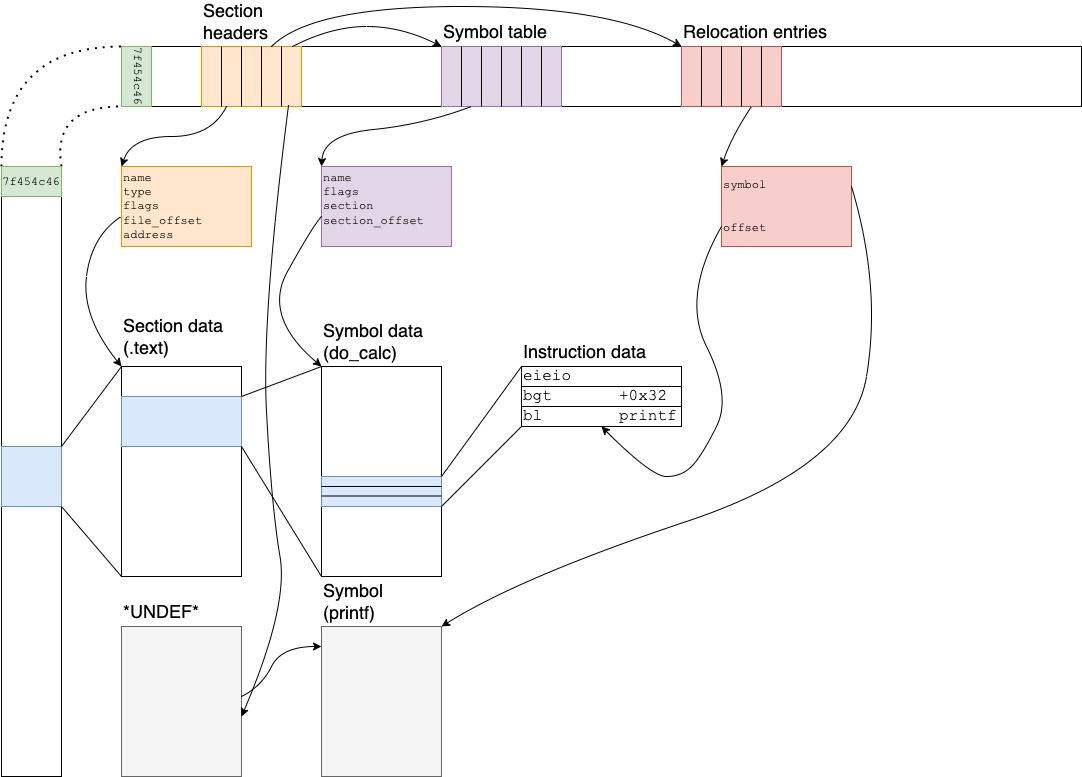 Section
headers
Symbol table
Relocation entries
7f454c46
7f454c46
name
type
flags
file_offset
address
name
flags
section
section_offset
symbol
offset
Section data
(.text)
Symbol data
(do_calc)
Instruction data
eieio
bgt +0x32
bl printf
*UNDEF*
Symbol
(printf)